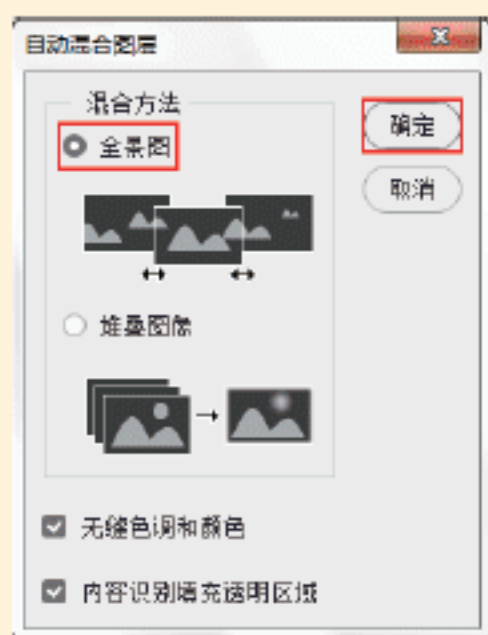 自动混合图层
混合方法
全景图
确定
取消
堆叠图像
无缝色调和颜色
内容识别填充透明区域